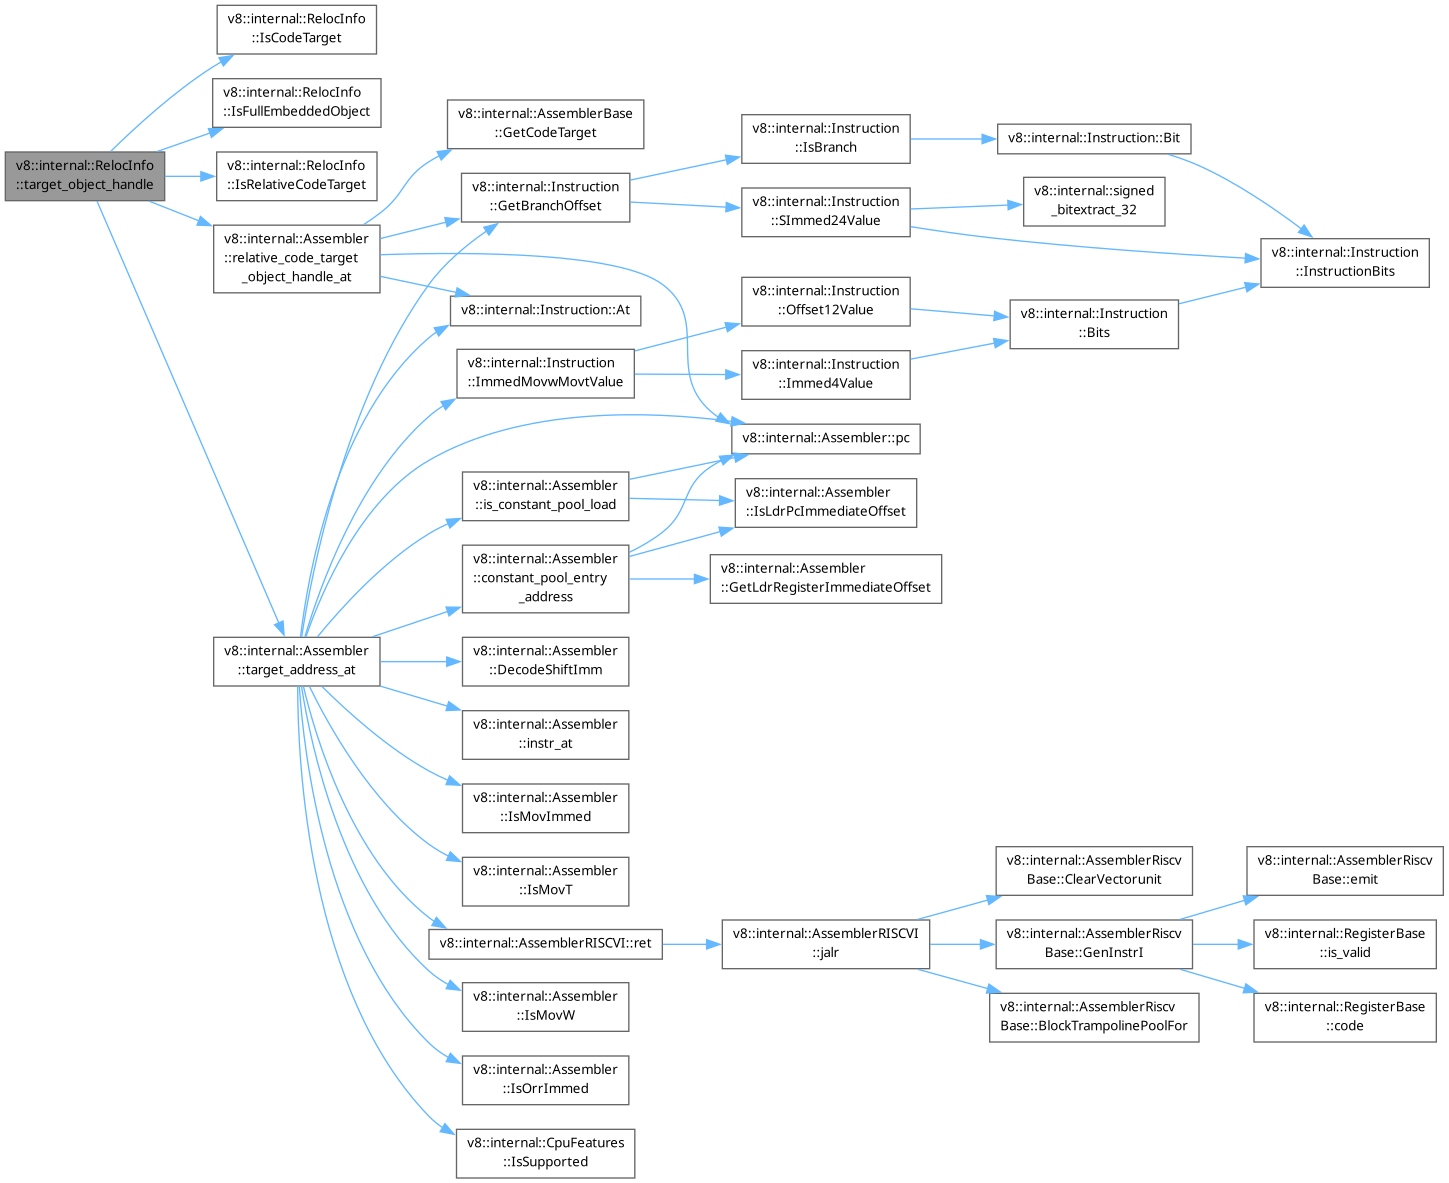 v8::internal::RelocInfo
::target_object_handle
v8::internal::RelocInfo
::IsCodeTarget
v8::internal::RelocInfo
::IsFullEmbeddedObject
v8::internal::RelocInfo
::IsRelativeCodeTarget
v8::internal::Assembler
::relative_code_target
_object_handle_at
v8::internal::Assembler
::target_address_at
v8::internal::AssemblerBase
::GetCodeTarget
v8::internal::Instruction
::GetBranchOffset
v8::internal::Instruction::At
v8::internal::Instruction
::ImmedMovwMovtValue
v8::internal::Assembler
::is_constant_pool_load
v8::internal::Assembler
::constant_pool_entry
_address
v8::internal::Assembler
::DecodeShiftImm
v8::internal::Assembler
::instr_at
v8::internal::Assembler
::IsMovImmed
v8::internal::Assembler
::IsMovT
v8::internal::AssemblerRISCVI::ret
v8::internal::Assembler
::IsMovW
v8::internal::Assembler
::IsOrrImmed
v8::internal::CpuFeatures
::IsSupported
v8::internal::Instruction
::IsBranch
v8::internal::Instruction
::SImmed24Value
v8::internal::Instruction
::Offset12Value
v8::internal::Instruction
::Immed4Value
v8::internal::Assembler::pc
v8::internal::Assembler
::IsLdrPcImmediateOffset
v8::internal::Assembler
::GetLdrRegisterImmediateOffset
v8::internal::AssemblerRISCVI
::jalr
v8::internal::Instruction::Bit
v8::internal::signed
_bitextract_32
v8::internal::Instruction
::Bits
v8::internal::AssemblerRiscv
Base::ClearVectorunit
v8::internal::AssemblerRiscv
Base::GenInstrI
v8::internal::AssemblerRiscv
Base::BlockTrampolinePoolFor
v8::internal::Instruction
::InstructionBits
v8::internal::AssemblerRiscv
Base::emit
v8::internal::RegisterBase
::is_valid
v8::internal::RegisterBase
::code